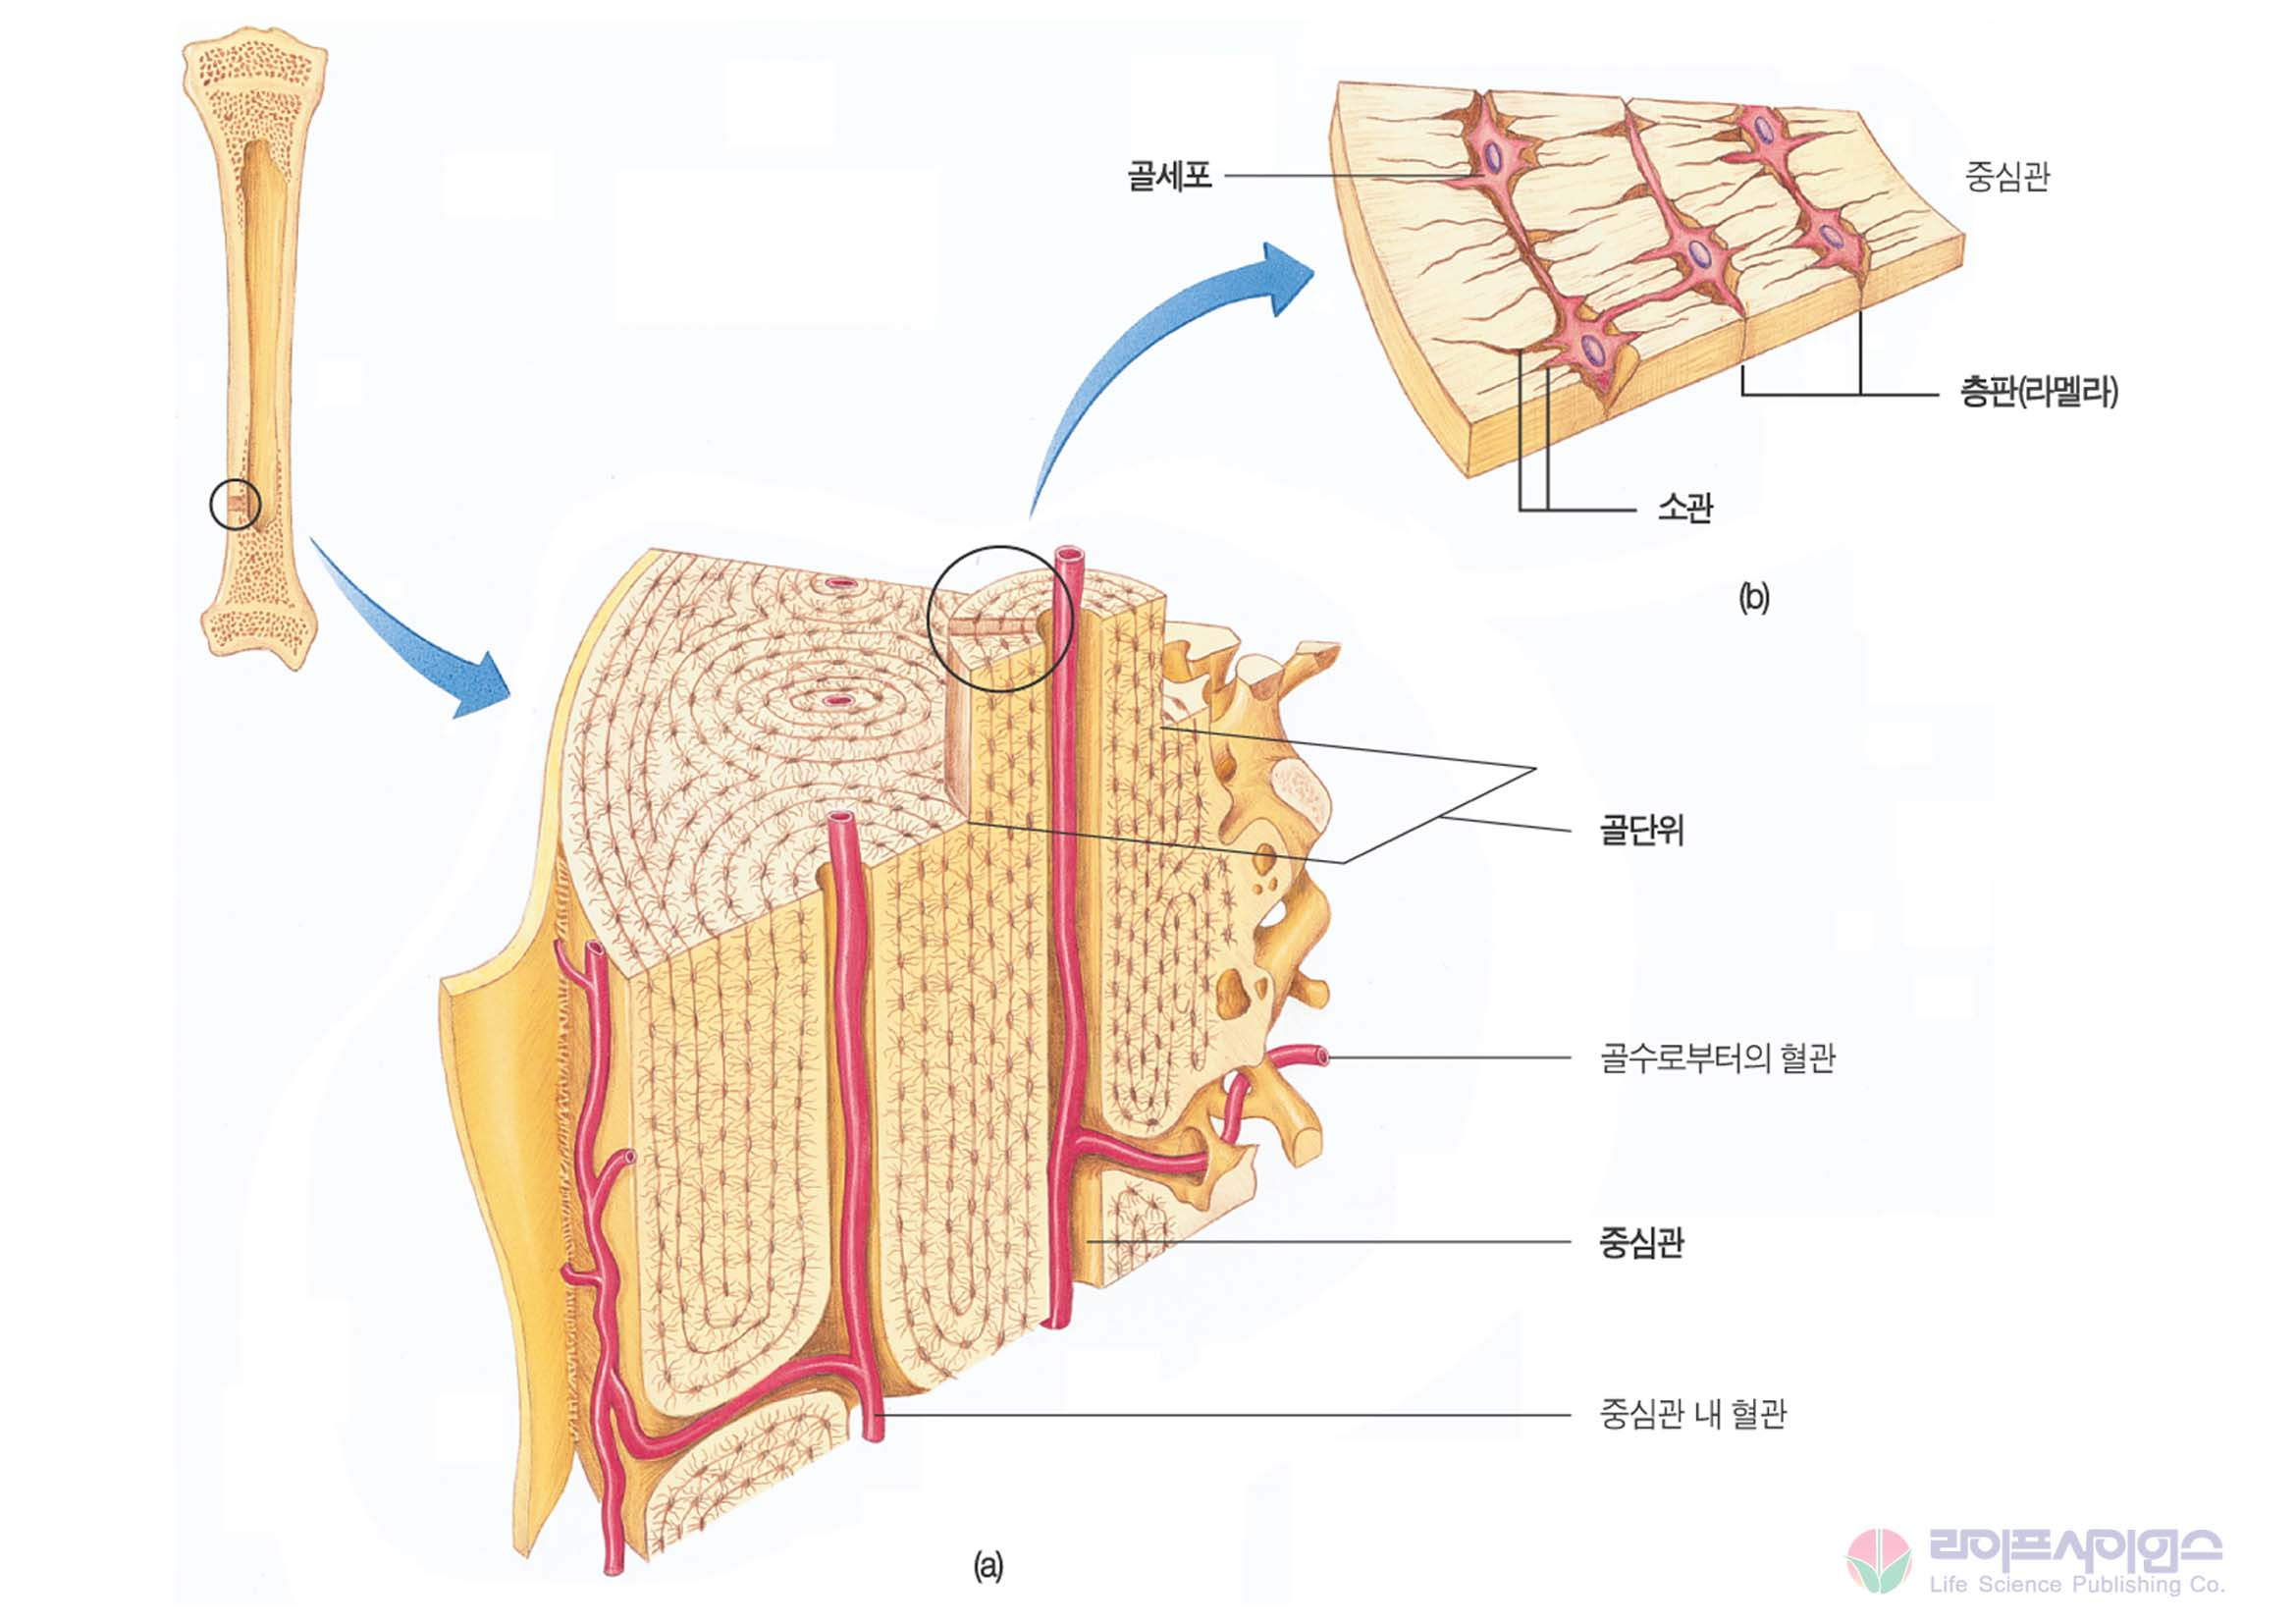 골세포
중심관
층판(라멜라)
소관
(b)
골단위
골수로부터의 혈관
중심관
중심관 내 혈관
(a)
라이프사이언스
Life Science Publishing Co.